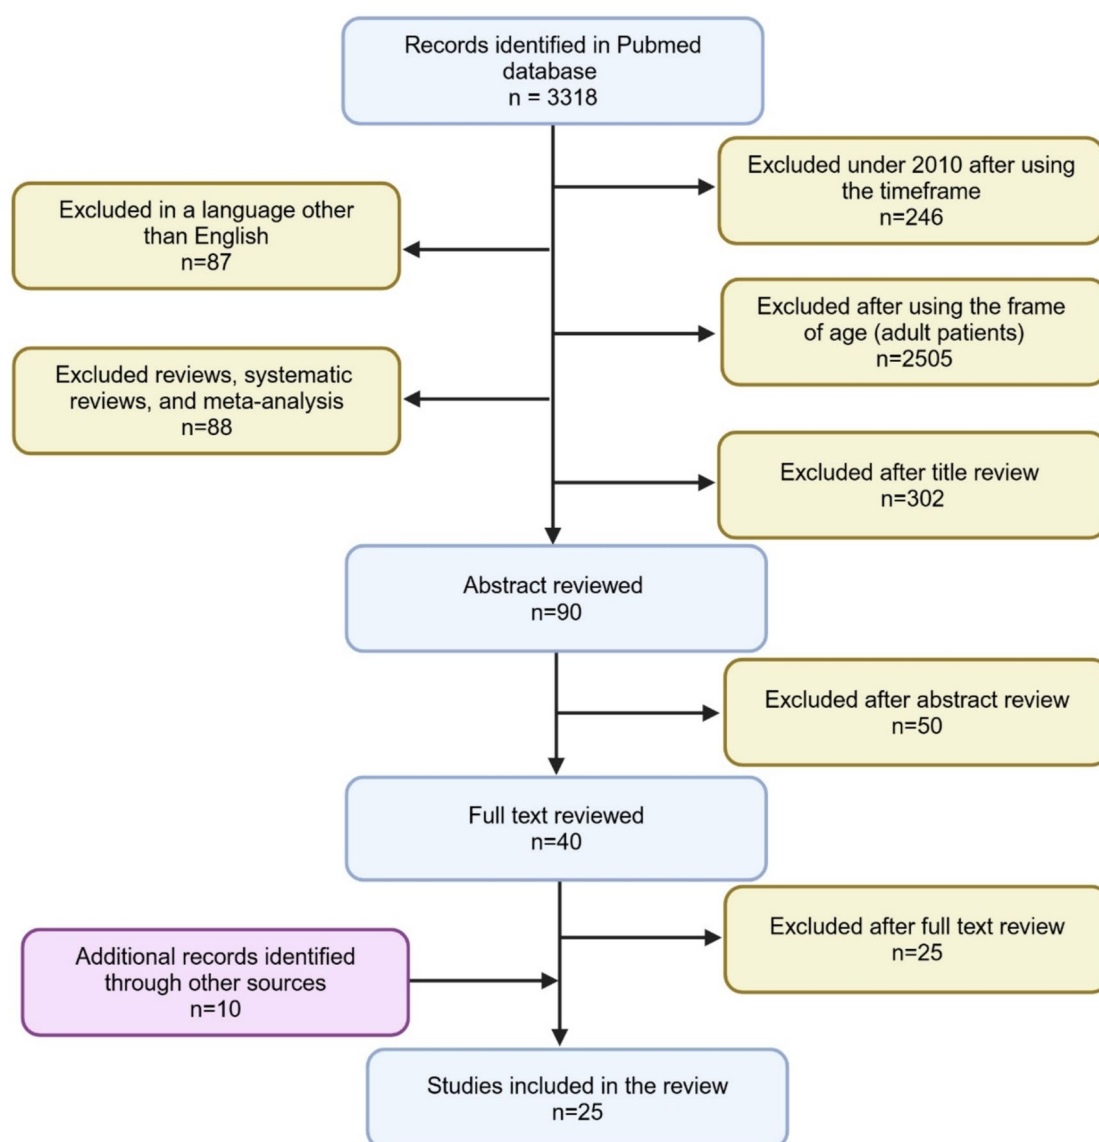 Records identified in Pubmed
database
n = 3318
Excluded under 2010 after using
the timeframe
n=246
Excluded in a language other
than English
n=87
Excluded after using the frame
of age (adult patients)
n=2505
Excluded reviews, systematic
reviews, and meta-analysis
n=88
Excluded after title review
n=302
Abstract reviewed
n=90
Excluded after abstract review
n=50
Full text reviewed
n=40
Excluded after full text review
n=25
Additional records identified
through other sources
n=10
Studies included in the review
n=25